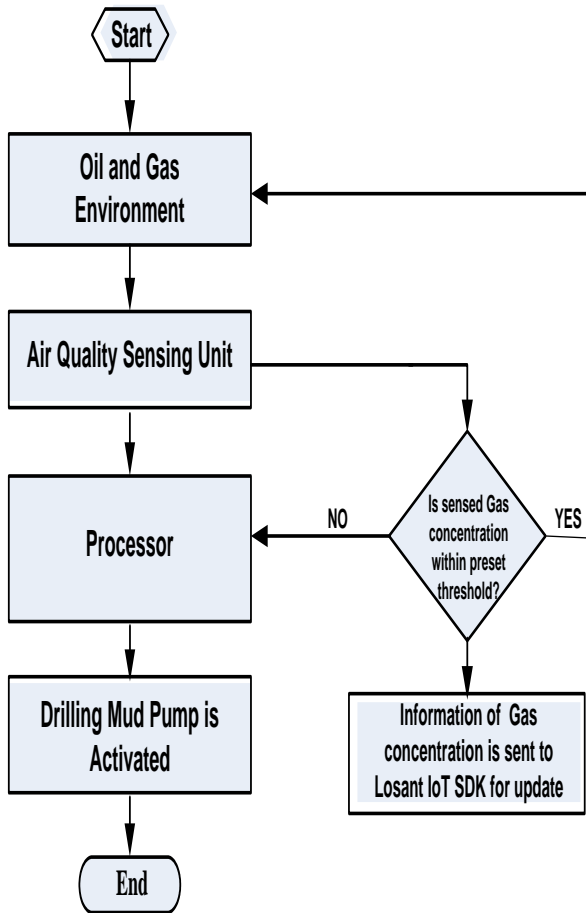 Start
Oil and Gas
Environment
Air Quality Sensing Unit
Is sensed Gas
concentration
within preset
threshold?
NO
YES
Processor
Drilling Mud Pump is
Activated
Information of Gas
concentration is sent to
Losant IoT SDK for update
End